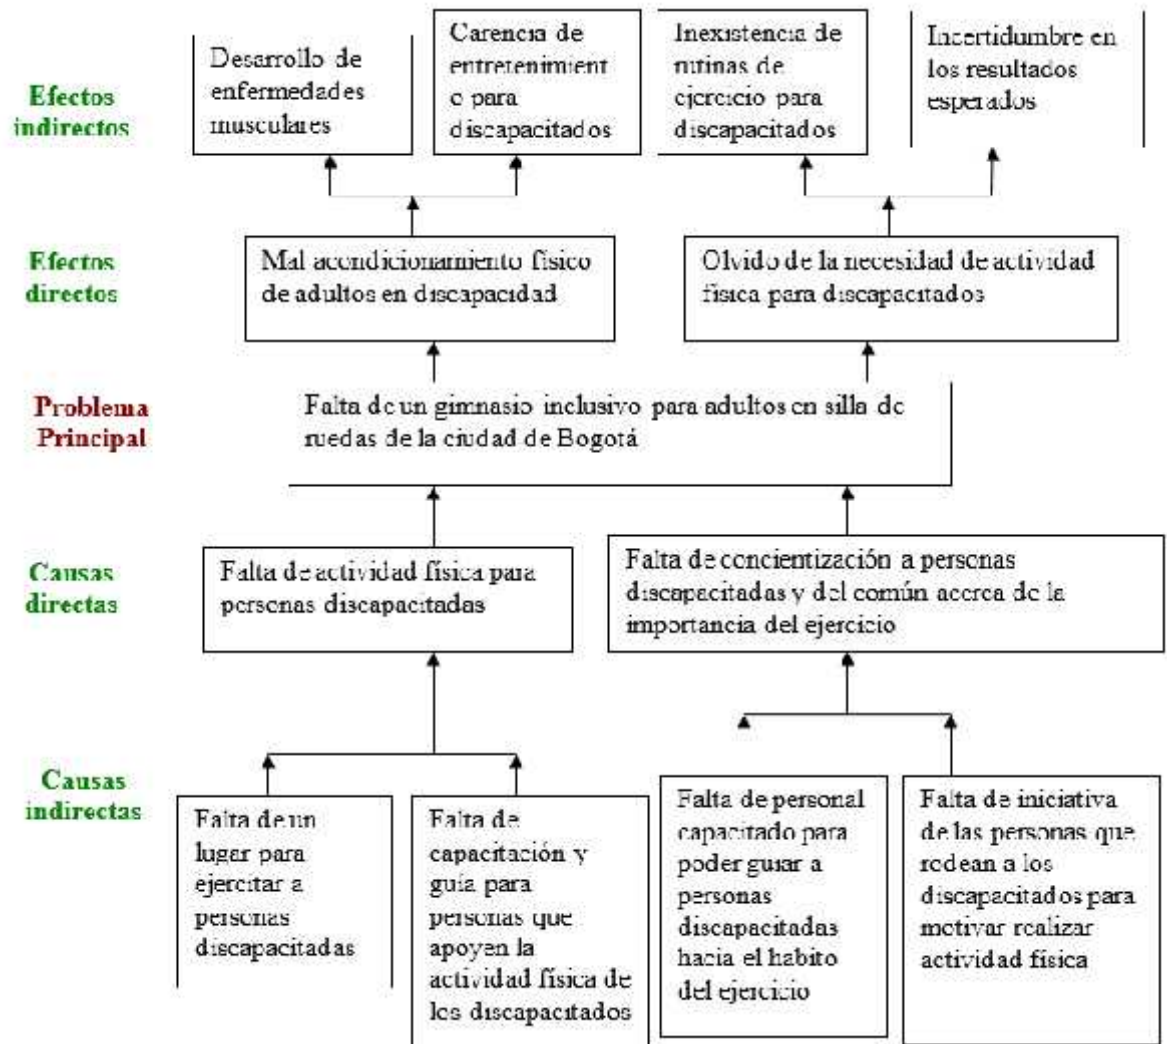 Efectos
indirectos
Desarrollo de
enfermedades
musculares
Carencia de
entretenimient
o para
discapacitados
Inexistencia de
rutinas de
ejercicio para
discapacitados
Incertidumbre en
los resultados
esperados
Efectos
directos
Mal acondicionamiento físico
de adultos en discapacidad
Olvido de la necesidad de actividad
física para discapacitados
Problema
Principal
Falta de un gimnasio inclusivo para adultos en silla de
ruedas de la ciudad de Bogotá
Causas
directas
Falta de actividad física para
personas discapacitadas
Falta de concientización a personas
discapacitadas y del común acerca de la
importancia del ejercicio
Causas
indirectas
Falta de un
lugar para
ejercitar a
personas
discapacitadas
Falta de
capacitación y
guía para
personas que
apoyen la
actividad física de
los discapacitados
Falta de personal
capacitado para
poder guiar a
personas
discapacitadas
hacia el habito
del ejercicio
Falta de iniciativa
de las personas que
rodean a los
discapacitados para
motivar realizar
actividad física